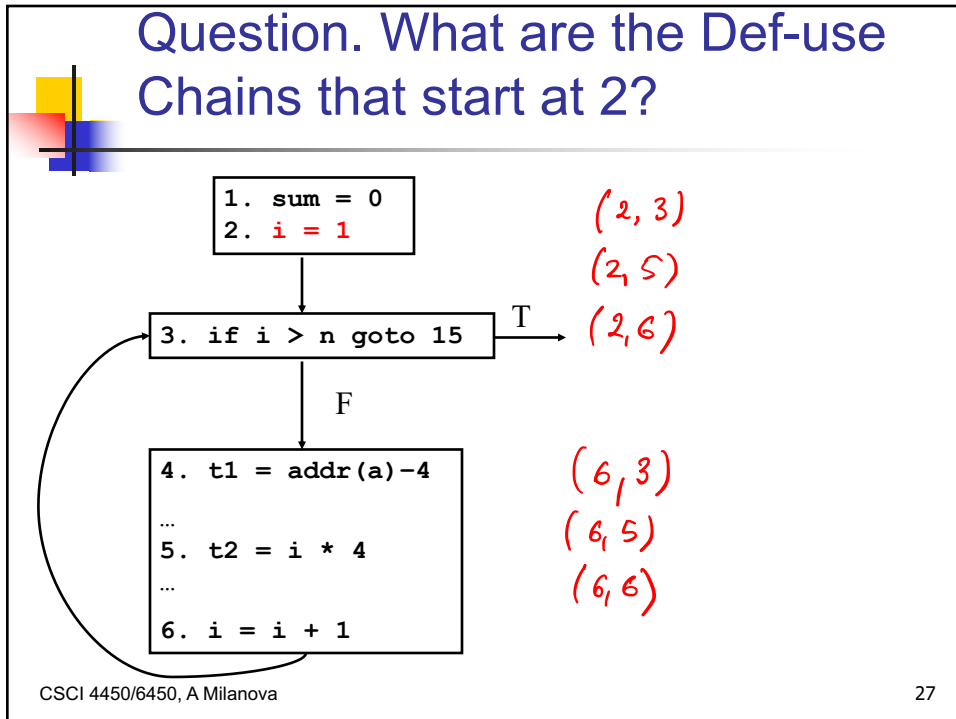 Question. What are the Def-use
Chains that start at 2?
1. sum = 0
2. i = 1
(2, 3)
(2, 5)
(2, 6)
3. if i > n goto 15
T
F
4. t1 = addr(a)-4
…
5. t2 = i * 4
…
6. i = i + 1
(6, 3)
(6, 5)
(6, 6)
CSCI 4450/6450, A Milanova
27